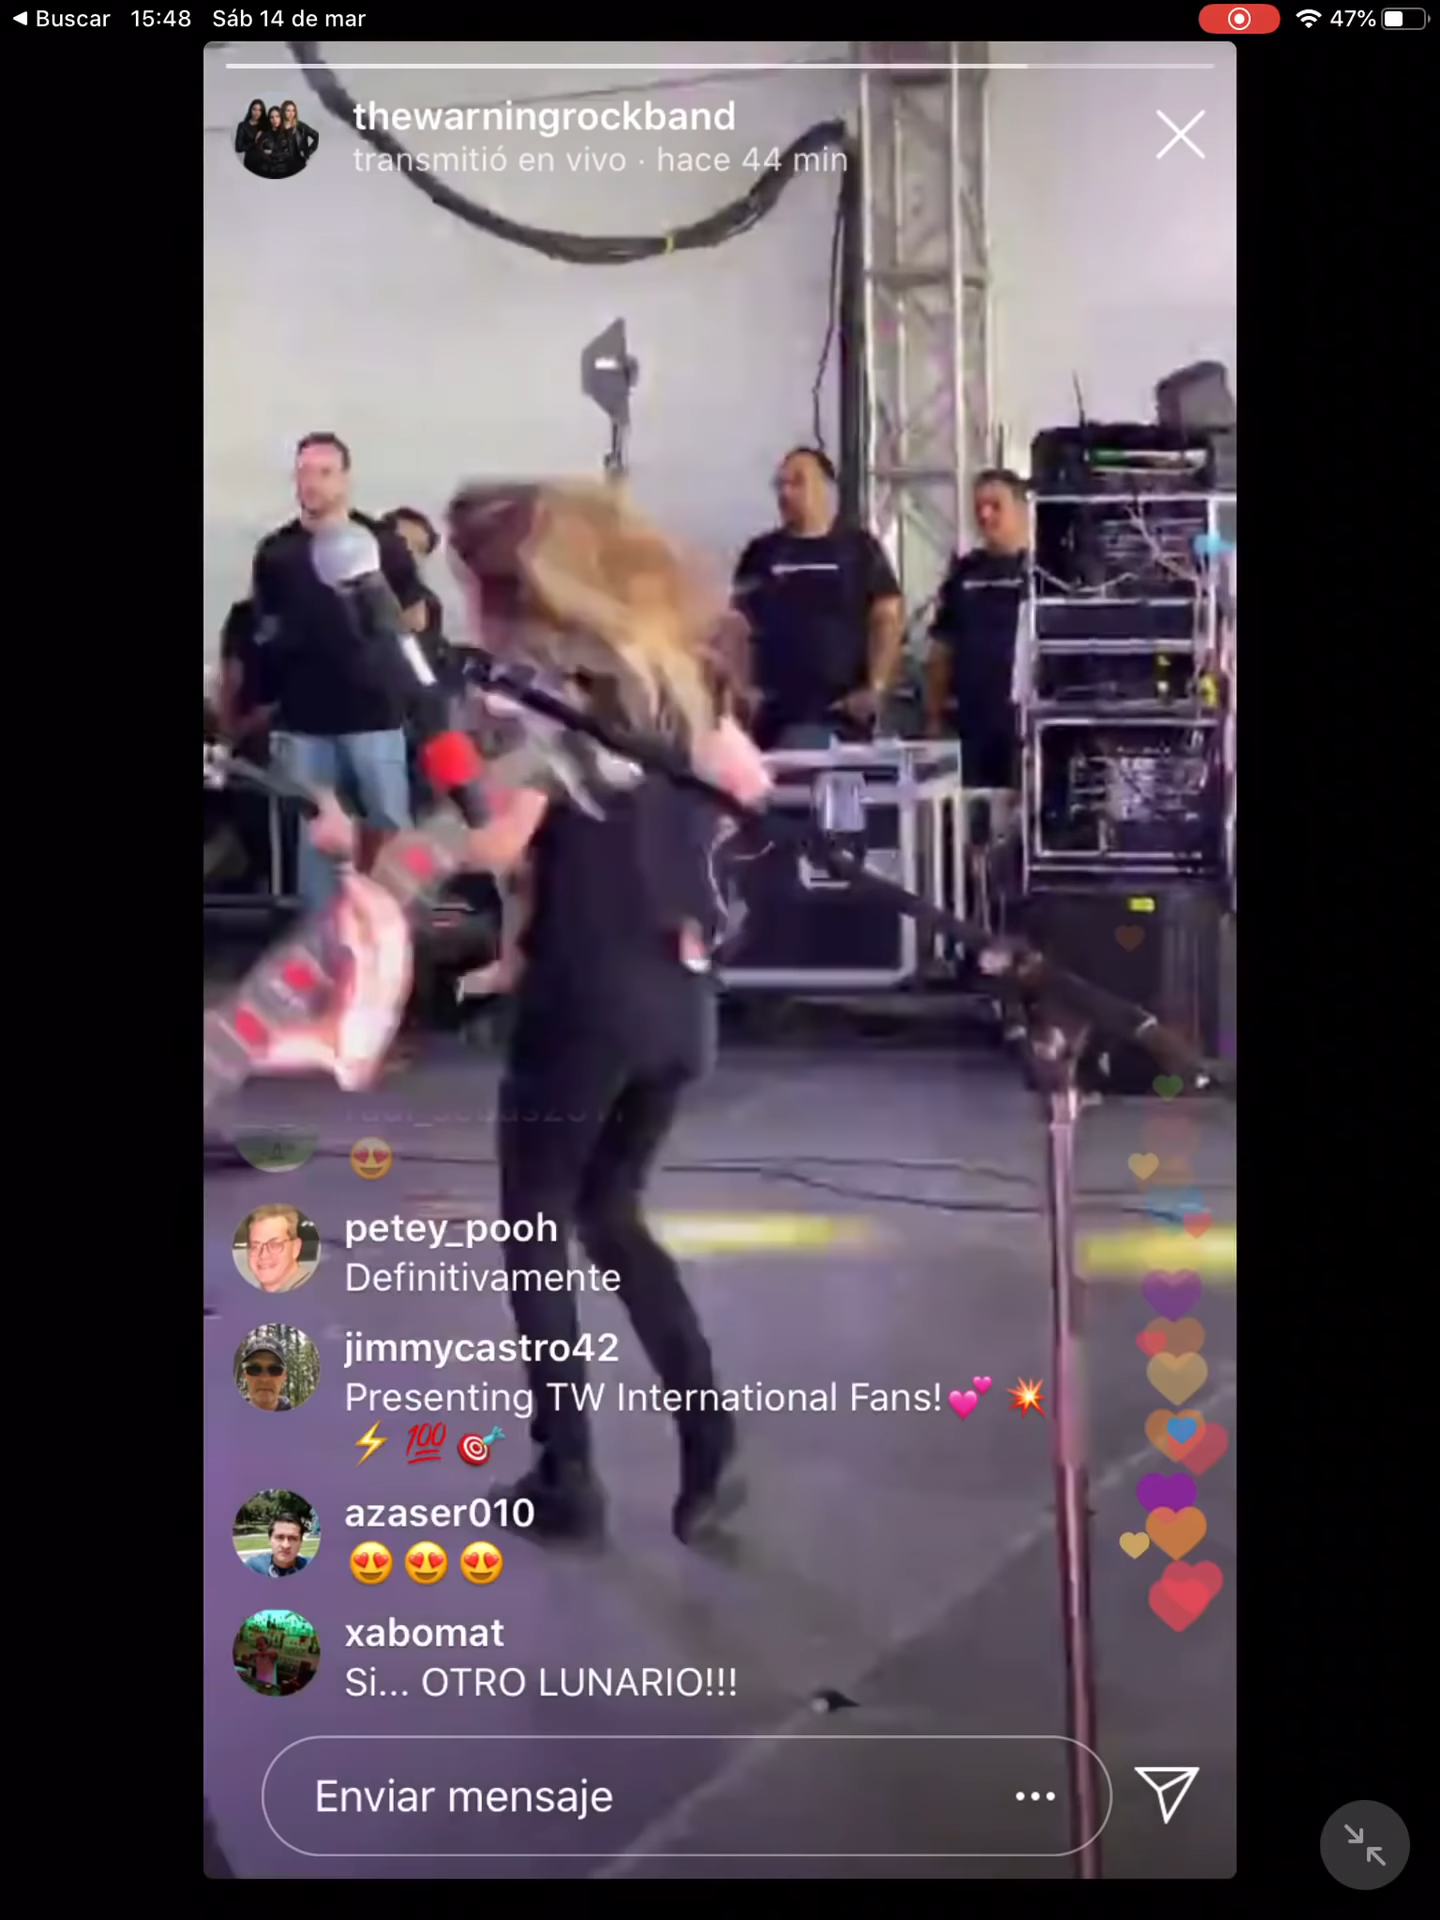 Buscar 15:48 Sáb 14 de mar 47%
thewarningrockband
transmitió en vivo · hace 44 min
😍
petey_pooh
Definitivamente
jimmycastro42
Presenting TW International Fans!💕 💥
⚡ 💯 🎯
azaser010
😍 😍 😍
xabomat
Si... OTRO LUNARIO!!!
Enviar mensaje